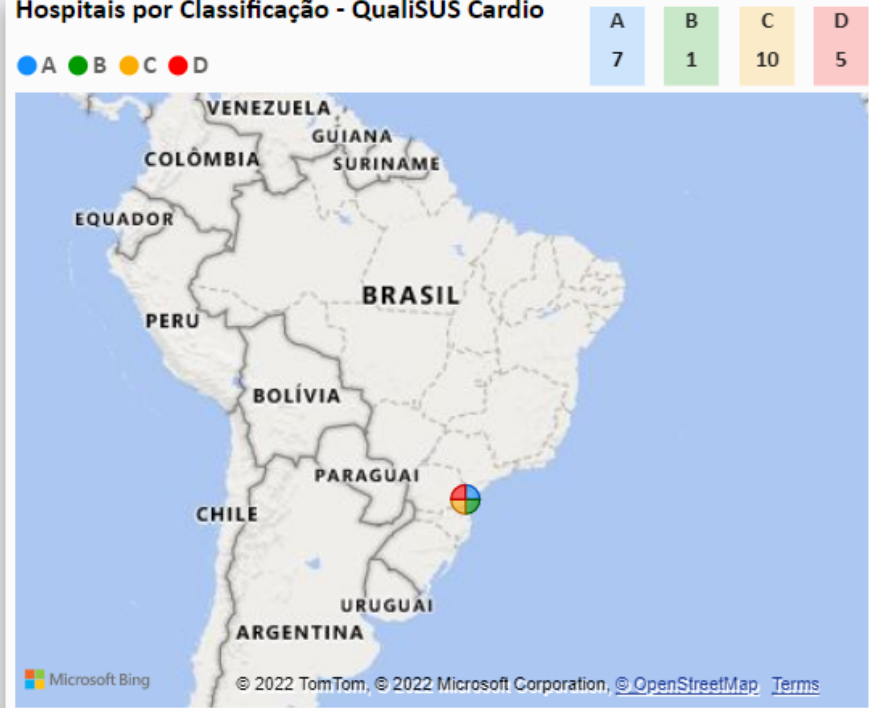 Hospitais por Classificação - QualiSUS Cardio
A B C D
7 1 10 5
A B C D
VENEZUELA
GUIANA
COLÔMBIA
SURINAME
EQUADOR
BRASIL
PERU
BOLÍVIA
PARAGUAI
CHILE
URUGUAI
ARGENTINA
Microsoft Bing
© 2022 TomTom, © 2022 Microsoft Corporation, © OpenStreetMap Terms